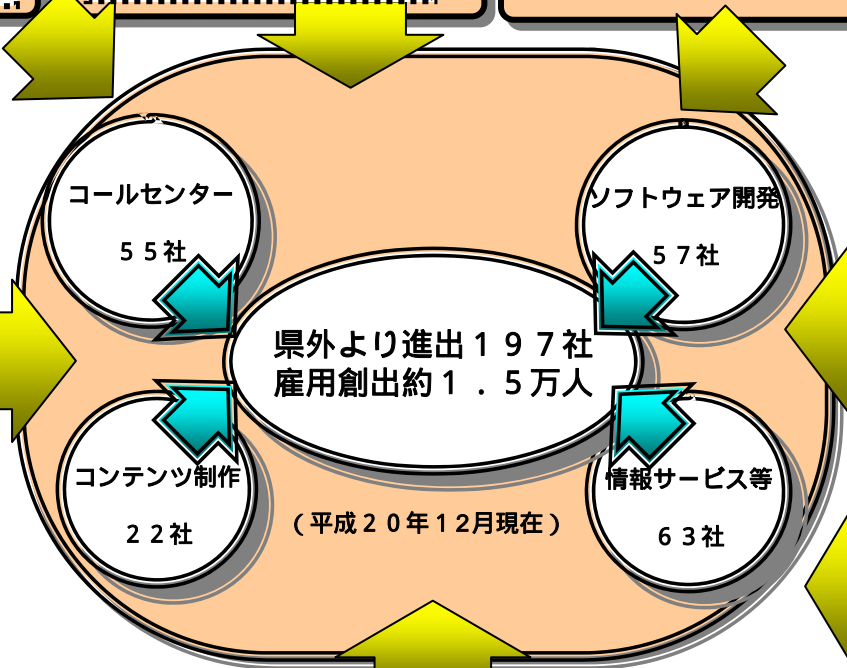 コールセンター
５５社
ソフトウェア開発
５７社
県外より進出１９７社
雇用創出約１．５万人
コンテンツ制作
２２社
情報サービス等
６３社
（平成２０年１２月現在）